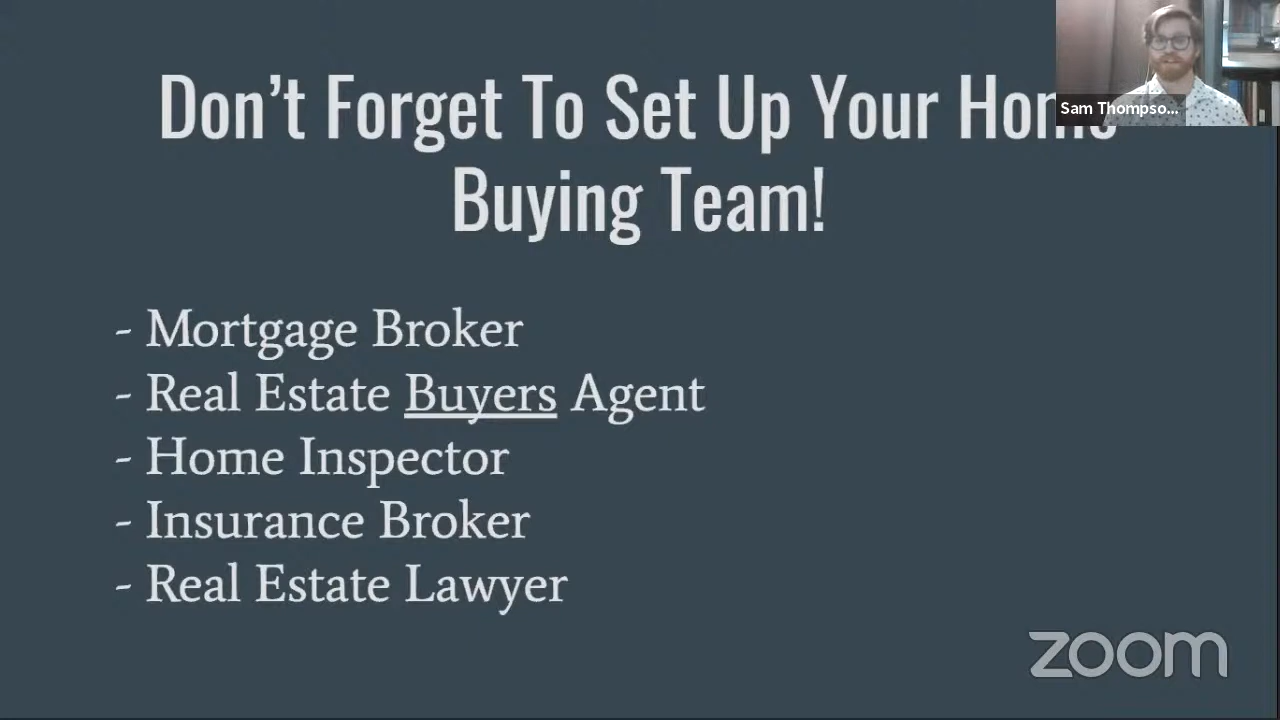 Don't Forget To Set Up Your Home
Buying Team!
Sam Thompso...
- Mortgage Broker
- Real Estate Buyers Agent
- Home Inspector
- Insurance Broker
- Real Estate Lawyer
zoom